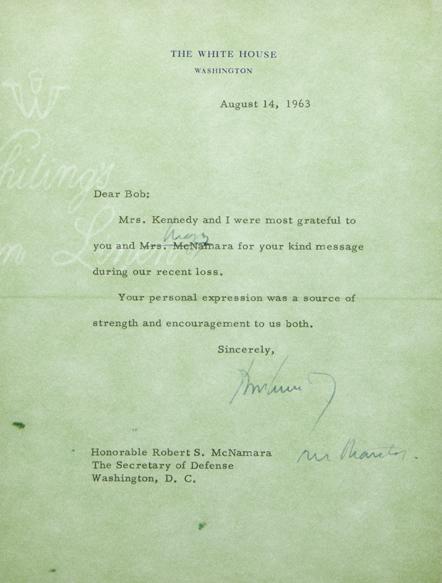 THE WHITE HOUSE
WASHINGTON
August 14, 1963
Whiting's
Linen
Dear Bob:
Mrs. Kennedy and I were most grateful to
you and Mrs. McNamara for your kind message
during our recent loss.
Your personal expression was a source of
strength and encouragement to us both.
Sincerely,
Honorable Robert S. McNamara
The Secretary of Defense
Washington, D. C.